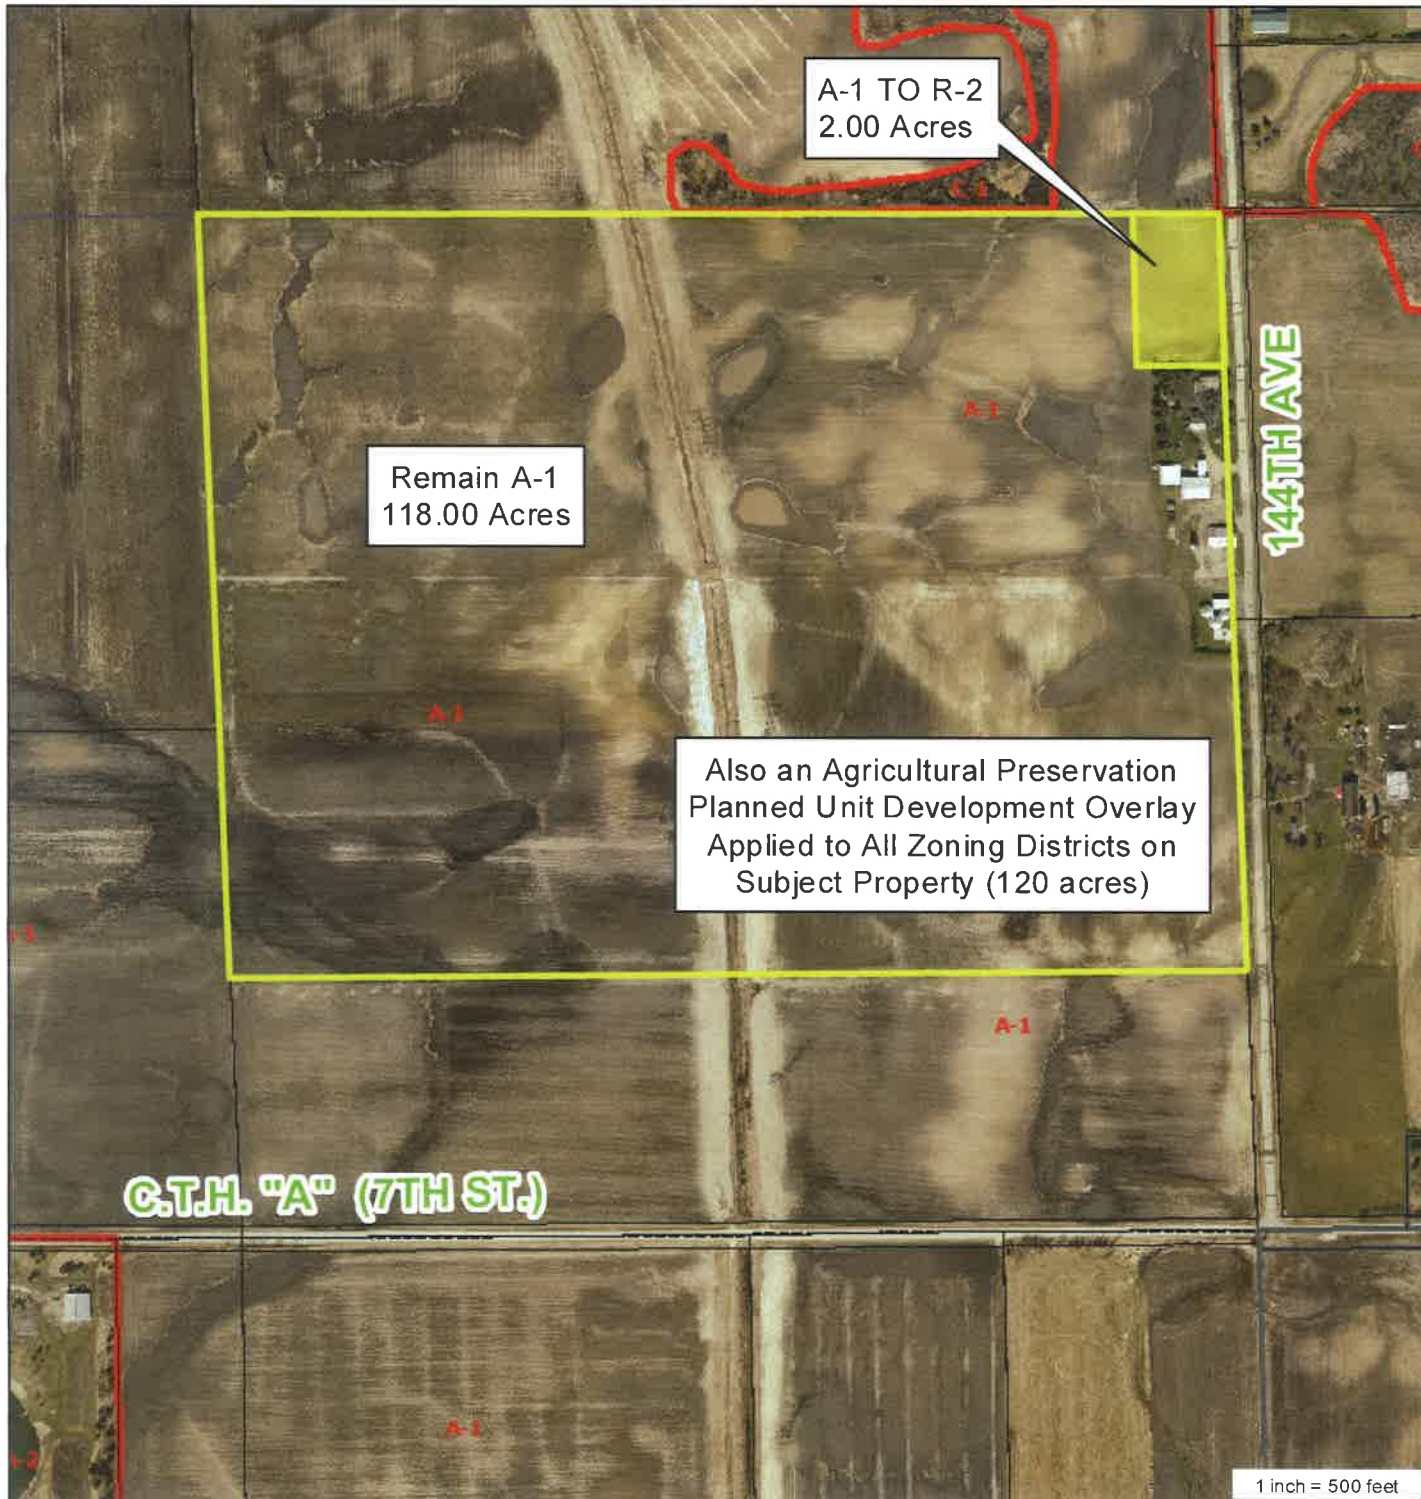 A-1 TO R-2
2.00 Acres
A-1
Remain A-1
118.00 Acres
144TH AVE
A-1
Also an Agricultural Preservation
Planned Unit Development Overlay
Applied to All Zoning Districts on
Subject Property (120 acres)
A-1
C.T.H. "A" (7TH ST.)
A-1
1 inch = 500 feet